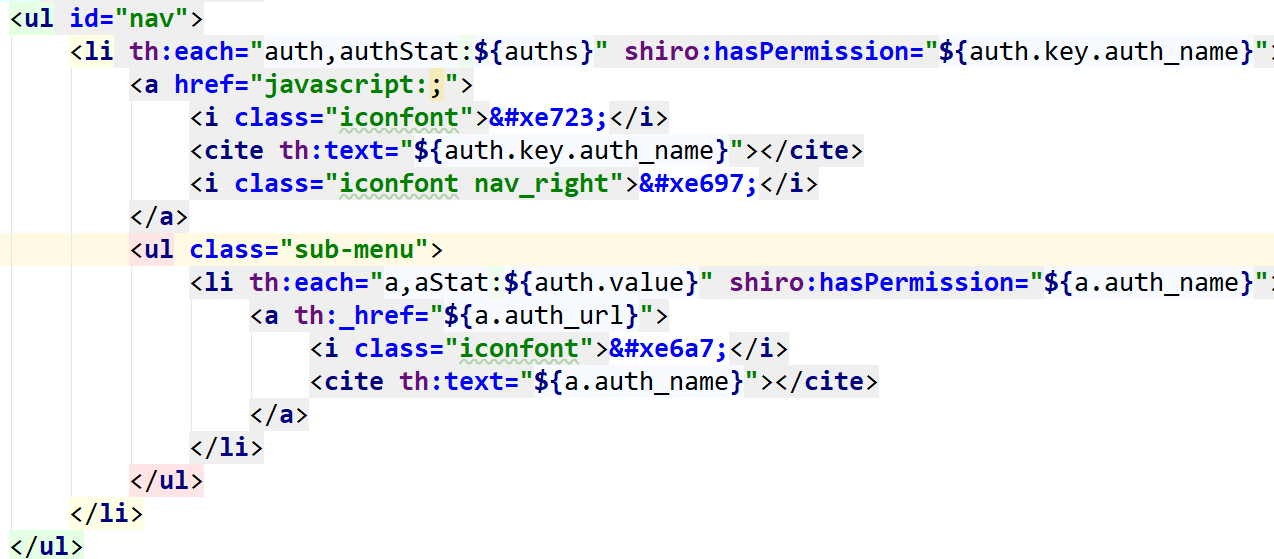 <ul id="nav">
    <li th:each="auth,authStat:${auths}" shiro:hasPermission="${auth.key.auth_name}">
        <a href="javascript:;">
            <i class="iconfont">&#xe723;</i>
            <cite th:text="${auth.key.auth_name}"></cite>
            <i class="iconfont nav_right">&#xe697;</i>
        </a>
        <ul class="sub-menu">
            <li th:each="a,aStat:${auth.value}" shiro:hasPermission="${a.auth_name}">
                <a th:_href="${a.auth_url}">
                    <i class="iconfont">&#xe6a7;</i>
                    <cite th:text="${a.auth_name}"></cite>
                </a>
            </li>
        </ul>
    </li>
</ul>